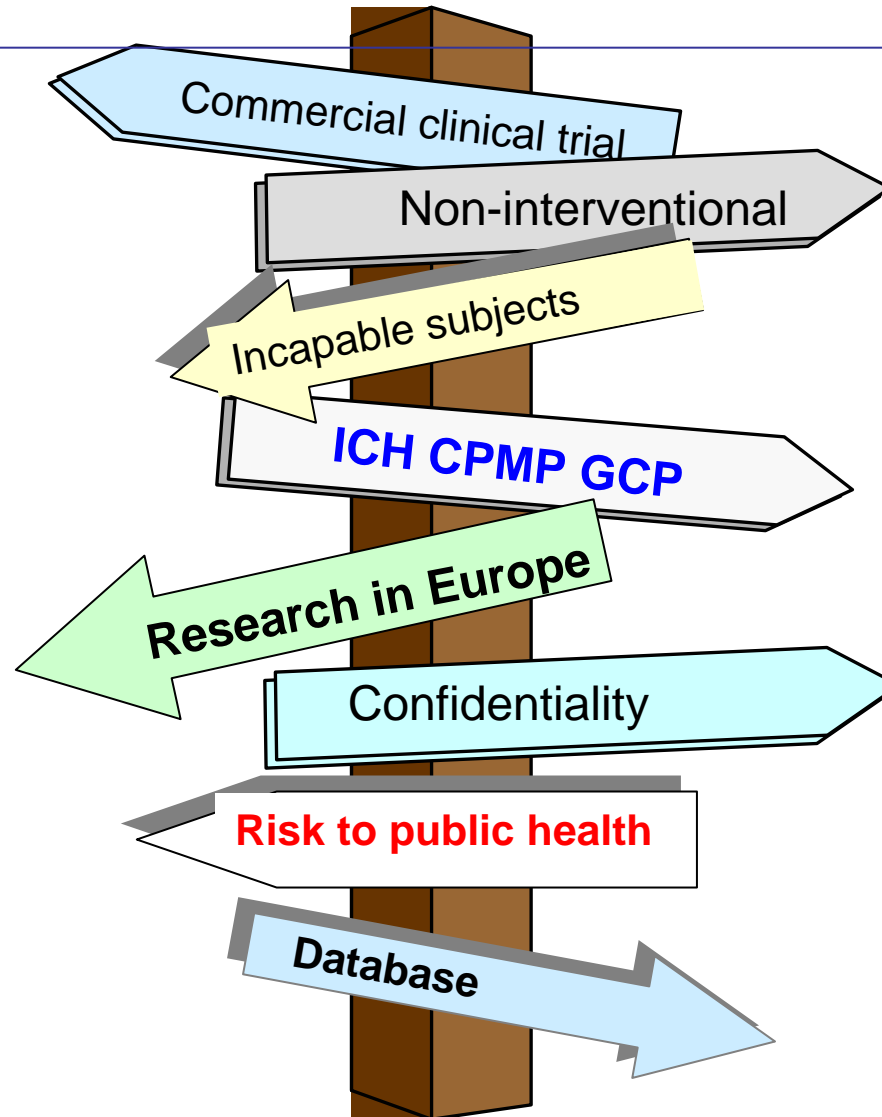 Commercial clinical trial
Non-interventional
Incapable subjects
ICH CPMP GCP
Research in Europe
Confidentiality
Risk to public health
Database